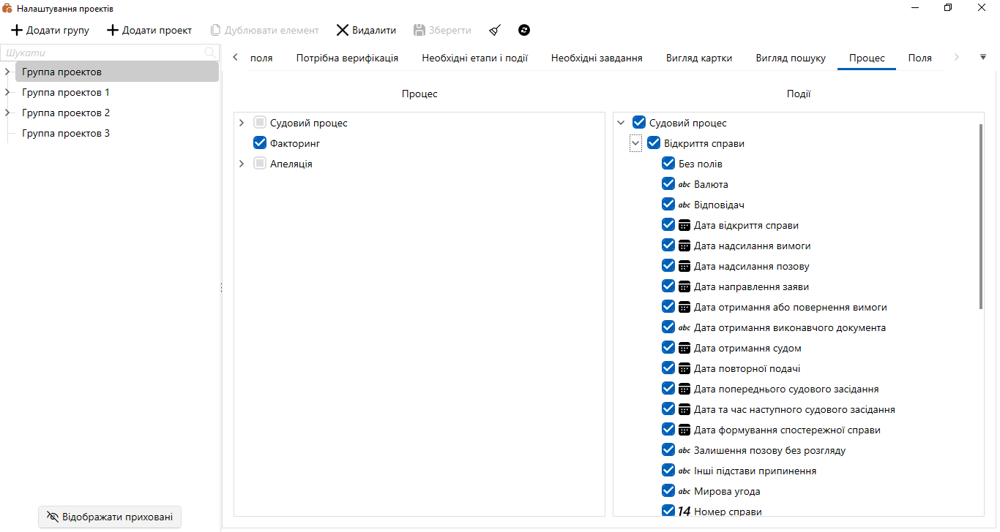 Налаштування проектів
Додати групу Додати проект Дублювати елемент Видалити Зберегти
Шукати
Группа проектов
Группа проектов 1
Группа проектов 2
Группа проектов 3
Відображати приховані
поля Потрібна верифікація Необхідні етапи і події Необхідні завдання Вигляд картки Вигляд пошуку Процес Поля
Процес
Судовий процес
Факторинг
Апеляція
Події
Судовий процес
Відкриття справи
Без полів
abc Валюта
abc Відповідач
Дата відкриття справи
Дата надсилання вимоги
Дата надсилання позову
Дата направлення заяви
Дата отримання або повернення вимоги
abc Дата отримання виконавчого документа
Дата отримання судом
Дата повторної подачі
Дата попереднього судового засідання
Дата та час наступного судового засідання
Дата формування спостережної справи
abc Залишення позову без розгляду
abc Інші підстави припинення
abc Мирова угода
14 Номер справи